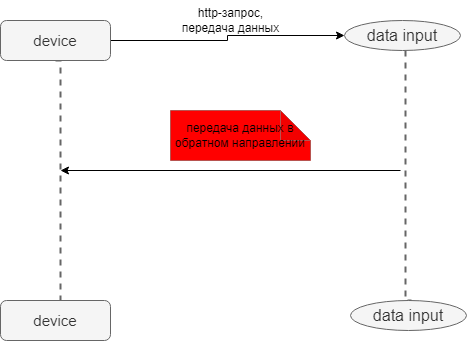 http-запрос,
передача данных
device
data input
передача данных в
обратном направлении
device
data input